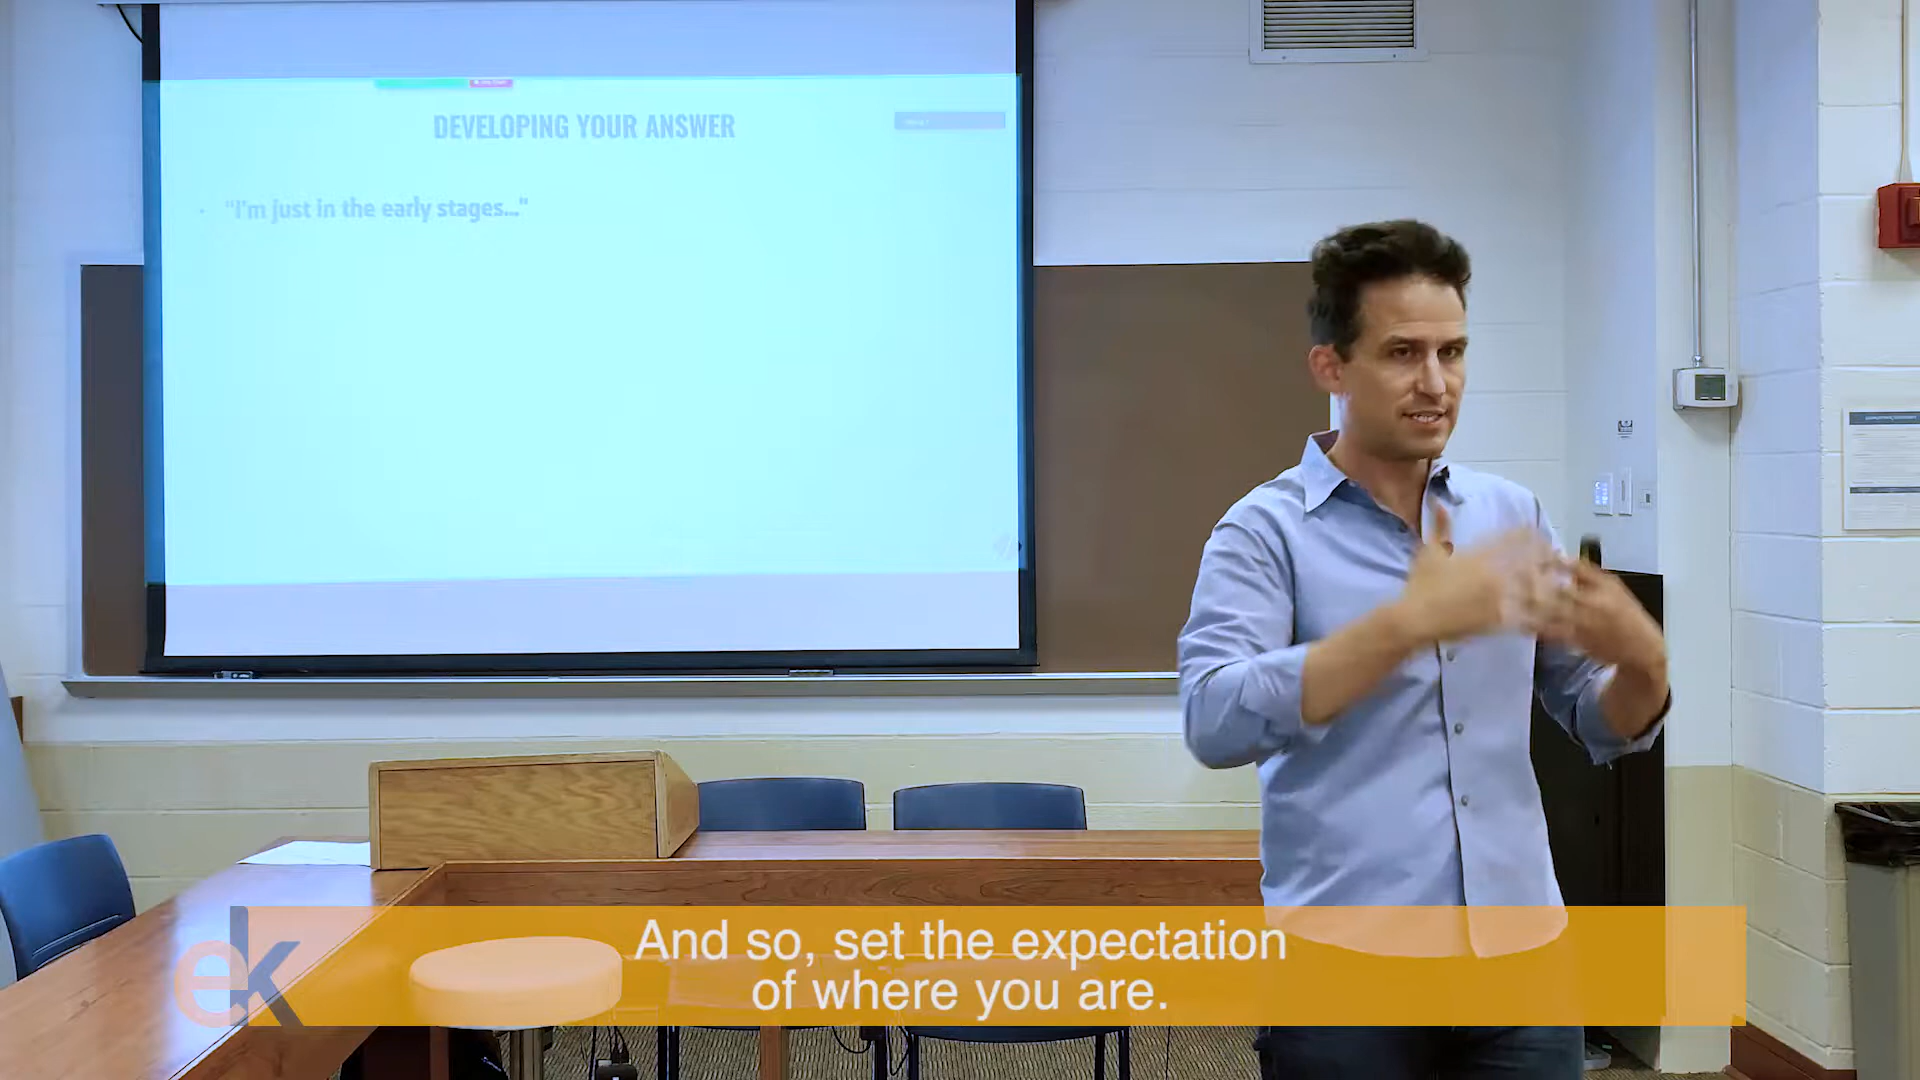 DEVELOPING YOUR ANSWER
· "I'm just in the early stages..."
And so, set the expectation
of where you are.
ek